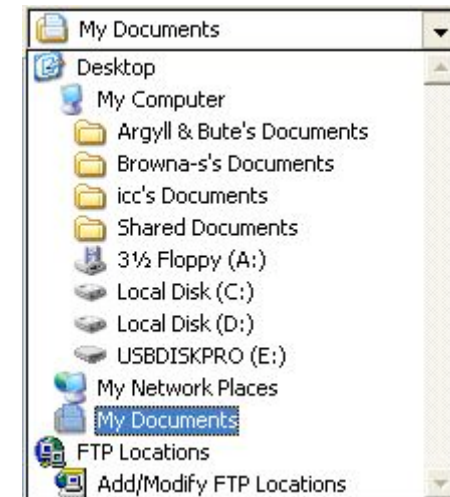 My Documents
Desktop
My Computer
Argyll & Bute's Documents
Browna-s's Documents
icc's Documents
Shared Documents
3½ Floppy (A:)
Local Disk (C:)
Local Disk (D:)
USBDISKPRO (E:)
My Network Places
My Documents
FTP Locations
Add/Modify FTP Locations